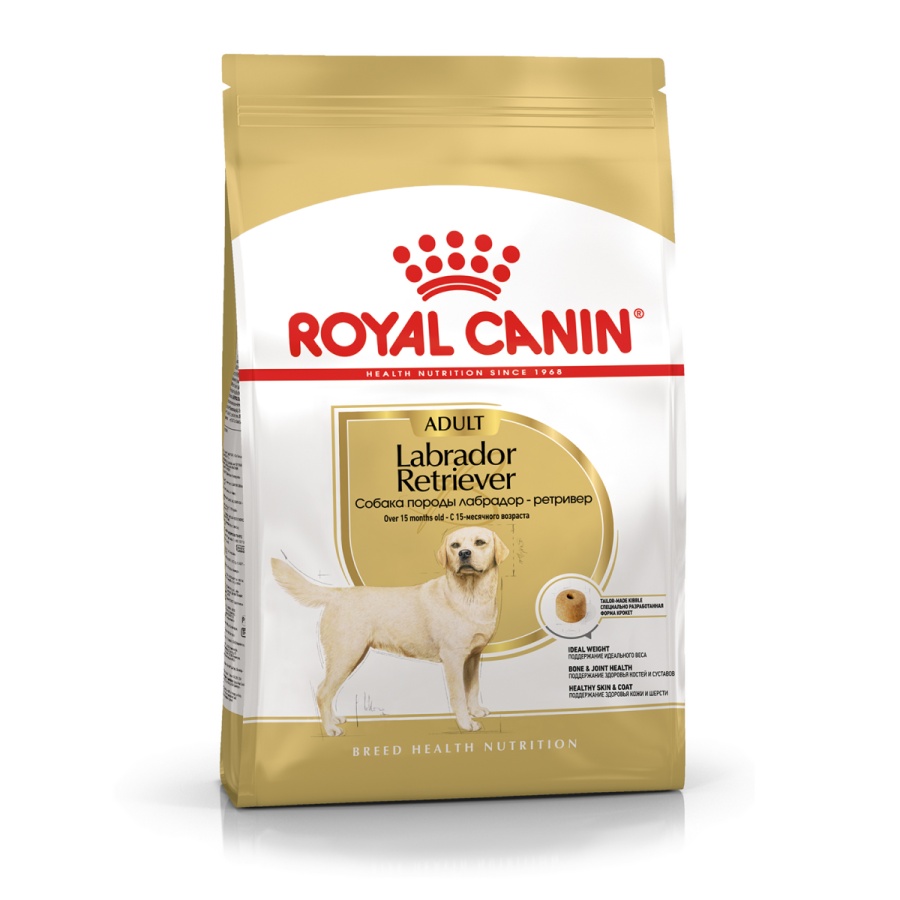 ROYAL CANIN®
HEALTH NUTRITION SINCE 1968
ADULT
Labrador
Retriever
Собака породы лабрадор - ретривер
Over 15 months old - С 15-месячного возраста
TAILOR-MADE KIBBLE
СПЕЦИАЛЬНО РАЗРАБОТАННАЯ
ФОРМА КРОКЕТ
IDEAL WEIGHT
ПОДДЕРЖАНИЕ ИДЕАЛЬНОГО ВЕСА
BONE & JOINT HEALTH
ПОДДЕРЖАНИЕ ЗДОРОВЬЯ КОСТЕЙ И СУСТАВОВ
HEALTHY SKIN & COAT
ПОДДЕРЖАНИЕ ЗДОРОВЬЯ КОЖИ И ШЕРСТИ
BREED HEALTH NUTRITION